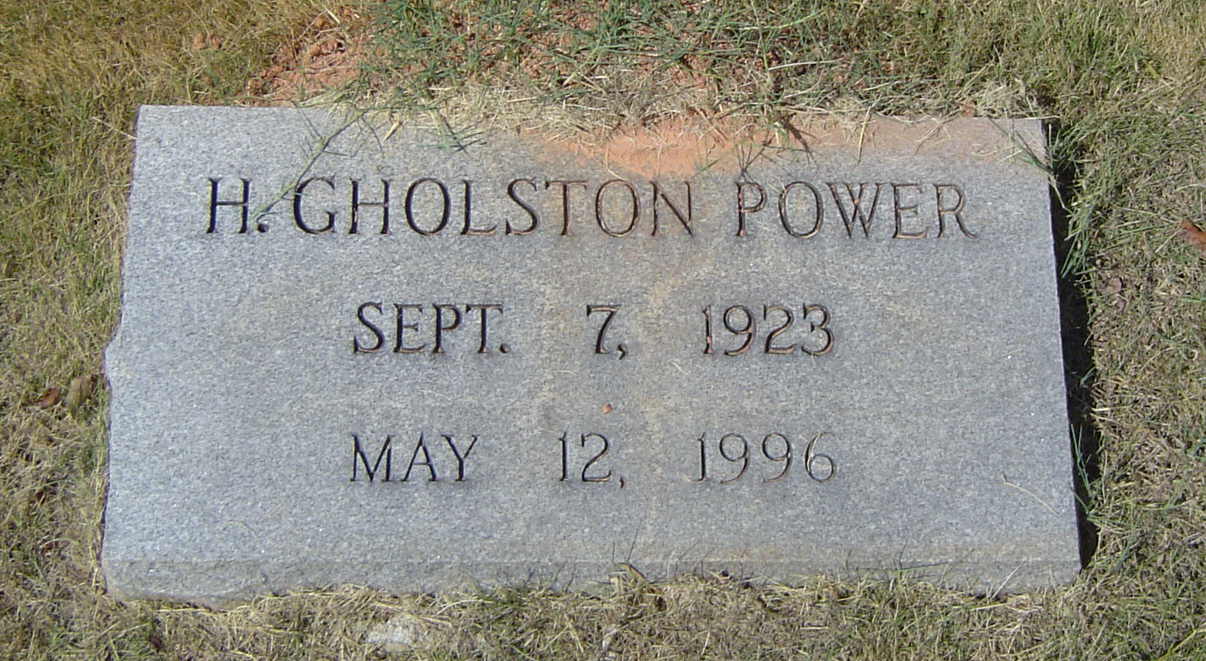 H. GHOLSTON POWER
SEPT. 7, 1923
MAY 12, 1996